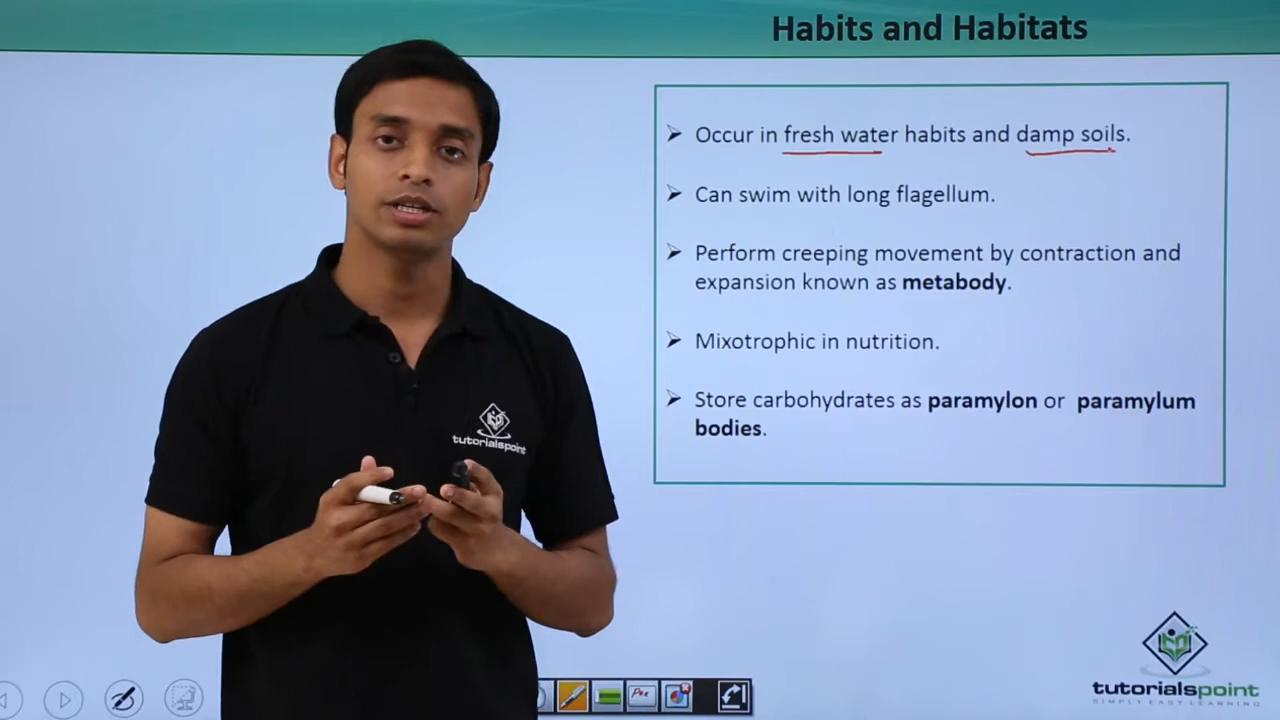 Habits and Habitats
Occur in fresh water habits and damp soils.
Can swim with long flagellum.
Perform creeping movement by contraction and
expansion known as metabody.
Mixotrophic in nutrition.
Store carbohydrates as paramylon or paramylum
bodies.
tutorialspoint
tutorialspoint
SIMPLY EASY LEARNING